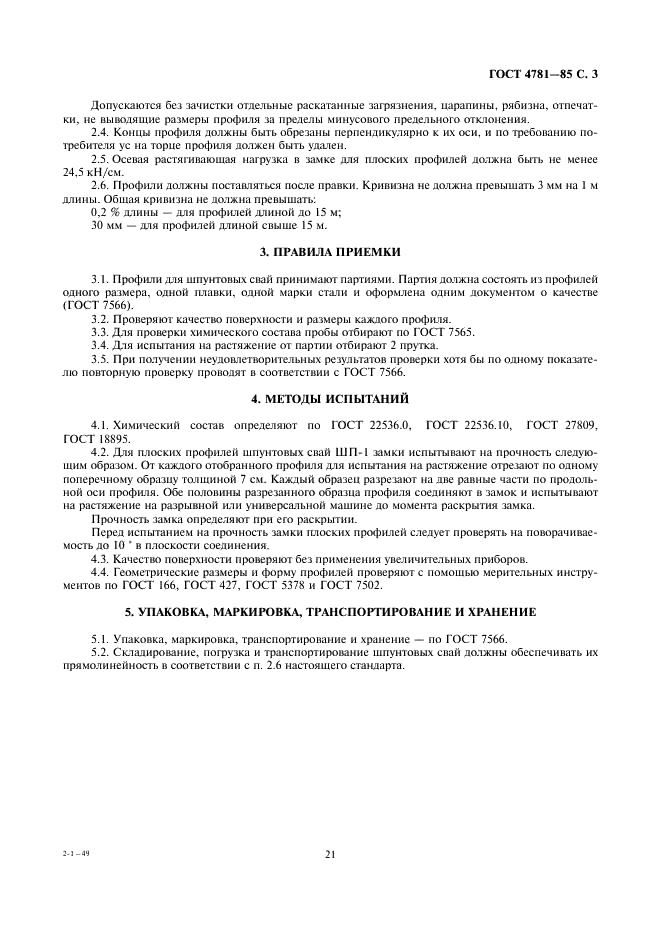 ГОСТ 4781—85 С. 3
Допускаются без зачистки отдельные раскатанные загрязнения, царапины, рябизна, отпечат-
ки, не выводящие размеры профиля за пределы минусового предельного отклонения.
2.4. Концы профиля должны быть обрезаны перпендикулярно к их оси, и по требованию по-
требителя ус на торце профиля должен быть удален.
2.5. Осевая растягивающая нагрузка в замке для плоских профилей должна быть не менее
24,5 кН/см.
2.6. Профили должны поставляться после правки. Кривизна не должна превышать 3 мм на 1 м
длины. Общая кривизна не должна превышать:
0,2 % длины — для профилей длиной до 15 м;
30 мм — для профилей длиной свыше 15 м.
3. ПРАВИЛА ПРИЕМКИ
3.1. Профили для шпунтовых свай принимают партиями. Партия должна состоять из профилей
одного размера, одной плавки, одной марки стали и оформлена одним документом о качестве
(ГОСТ 7566).
3.2. Проверяют качество поверхности и размеры каждого профиля.
3.3. Для проверки химического состава пробы отбирают по ГОСТ 7565.
3.4. Для испытания на растяжение от партии отбирают 2 прутка.
3.5. При получении неудовлетворительных результатов проверки хотя бы по одному показате-
лю повторную проверку проводят в соответствии с ГОСТ 7566.
4. МЕТОДЫ ИСПЫТАНИЙ
4.1. Химический состав определяют по ГОСТ 22536.0, ГОСТ 22536.10, ГОСТ 27809,
ГОСТ 18895.
4.2. Для плоских профилей шпунтовых свай ШП-1 замки испытывают на прочность следую-
щим образом. От каждого отобранного профиля для испытания на растяжение отрезают по одному
поперечному образцу толщиной 7 см. Каждый образец разрезают на две равные части по продоль-
ной оси профиля. Обе половины разрезанного образца профиля соединяют в замок и испытывают
на растяжение на разрывной или универсальной машине до момента раскрытия замка.
Прочность замка определяют при его раскрытии.
Перед испытанием на прочность замки плоских профилей следует проверять на поворачивае-
мость до 10 ° в плоскости соединения.
4.3. Качество поверхности проверяют без применения увеличительных приборов.
4.4. Геометрические размеры и форму профилей проверяют с помощью мерительных инстру-
ментов по ГОСТ 166, ГОСТ 427, ГОСТ 5378 и ГОСТ 7502.
5. УПАКОВКА, МАРКИРОВКА, ТРАНСПОРТИРОВАНИЕ И ХРАНЕНИЕ
5.1. Упаковка, маркировка, транспортирование и хранение — по ГОСТ 7566.
5.2. Складирование, погрузка и транспортирование шпунтовых свай должны обеспечивать их
прямолинейность в соответствии с п. 2.6 настоящего стандарта.
2-1—49
21